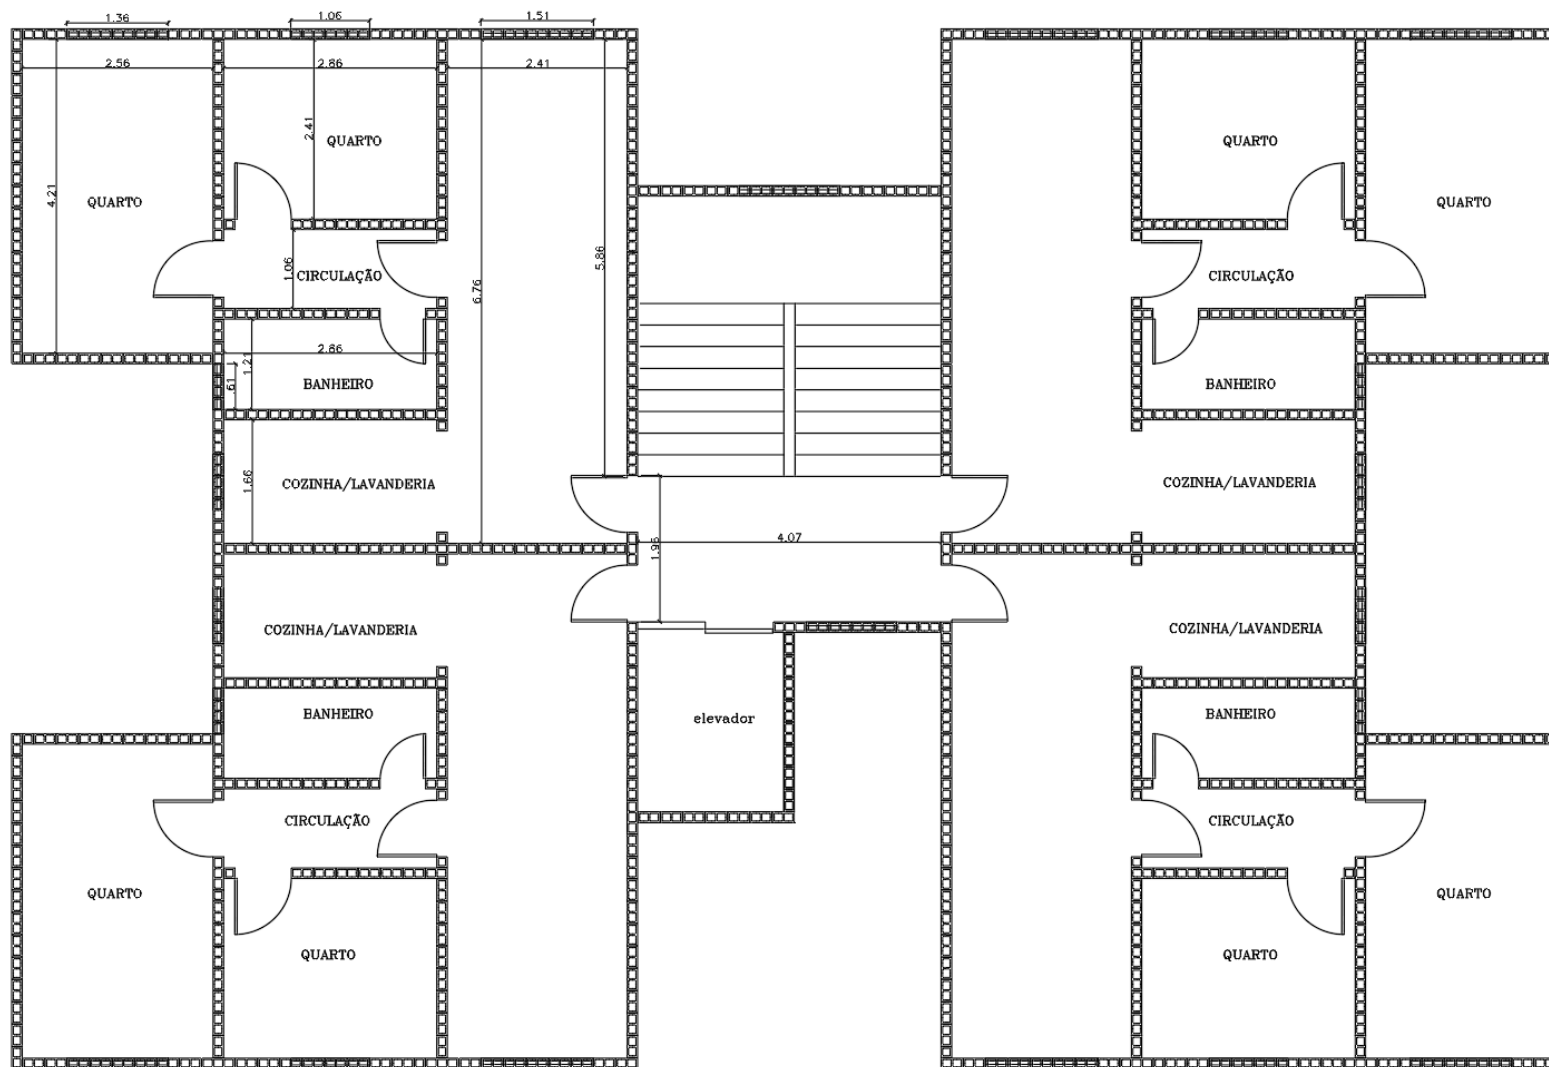 1.36
1.06
1.51
2.56
2.86
2.41
2.41
QUARTO
QUARTO
4.21
QUARTO
QUARTO
5.86
1.06
CIRCULAÇÃO
CIRCULAÇÃO
6.76
2.86
1.21
.61
BANHEIRO
BANHEIRO
1.66
COZINHA/LAVANDERIA
COZINHA/LAVANDERIA
4.07
1.96
COZINHA/LAVANDERIA
COZINHA/LAVANDERIA
BANHEIRO
elevador
BANHEIRO
CIRCULAÇÃO
CIRCULAÇÃO
QUARTO
QUARTO
QUARTO
QUARTO